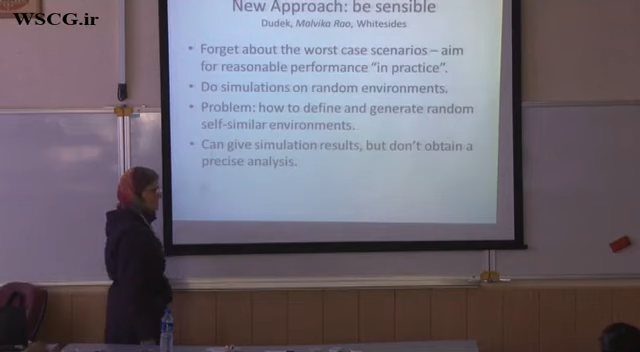 WSCG.ir
New Approach: be sensible
Dudek, Malvika Rao, Whitesides
• Forget about the worst case scenarios – aim
for reasonable performance "in practice".
• Do simulations on random environments.
• Problem: how to define and generate random
self-similar environments.
• Can give simulation results, but don't obtain a
precise analysis.